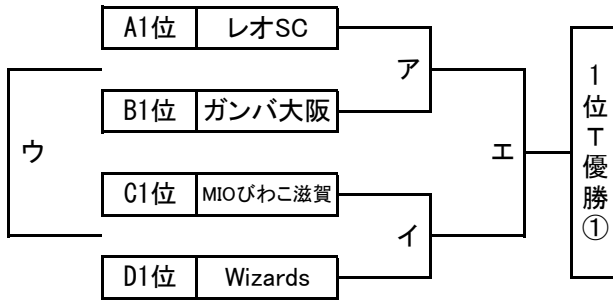 A1位 レオSC
ア
B1位 ガンバ大阪
ウ
エ
C1位 MIOびわこ滋賀
イ
D1位 Wizards
1位T優勝①